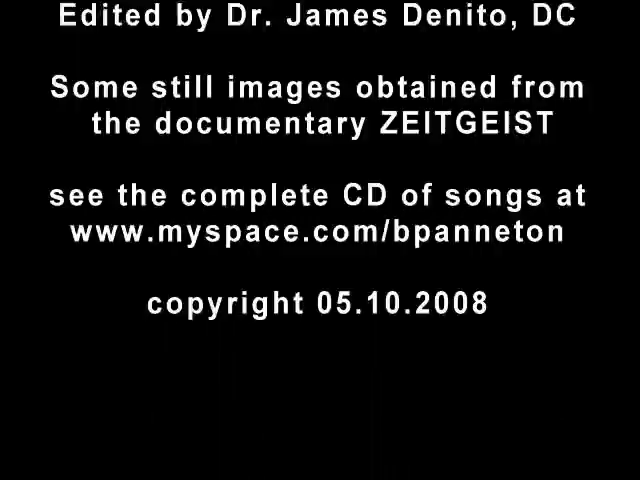 Edited by Dr. James Denito, DC
Some still images obtained from
the documentary ZEITGEIST
see the complete CD of songs at
www.myspace.com/bpanneton
copyright 05.10.2008